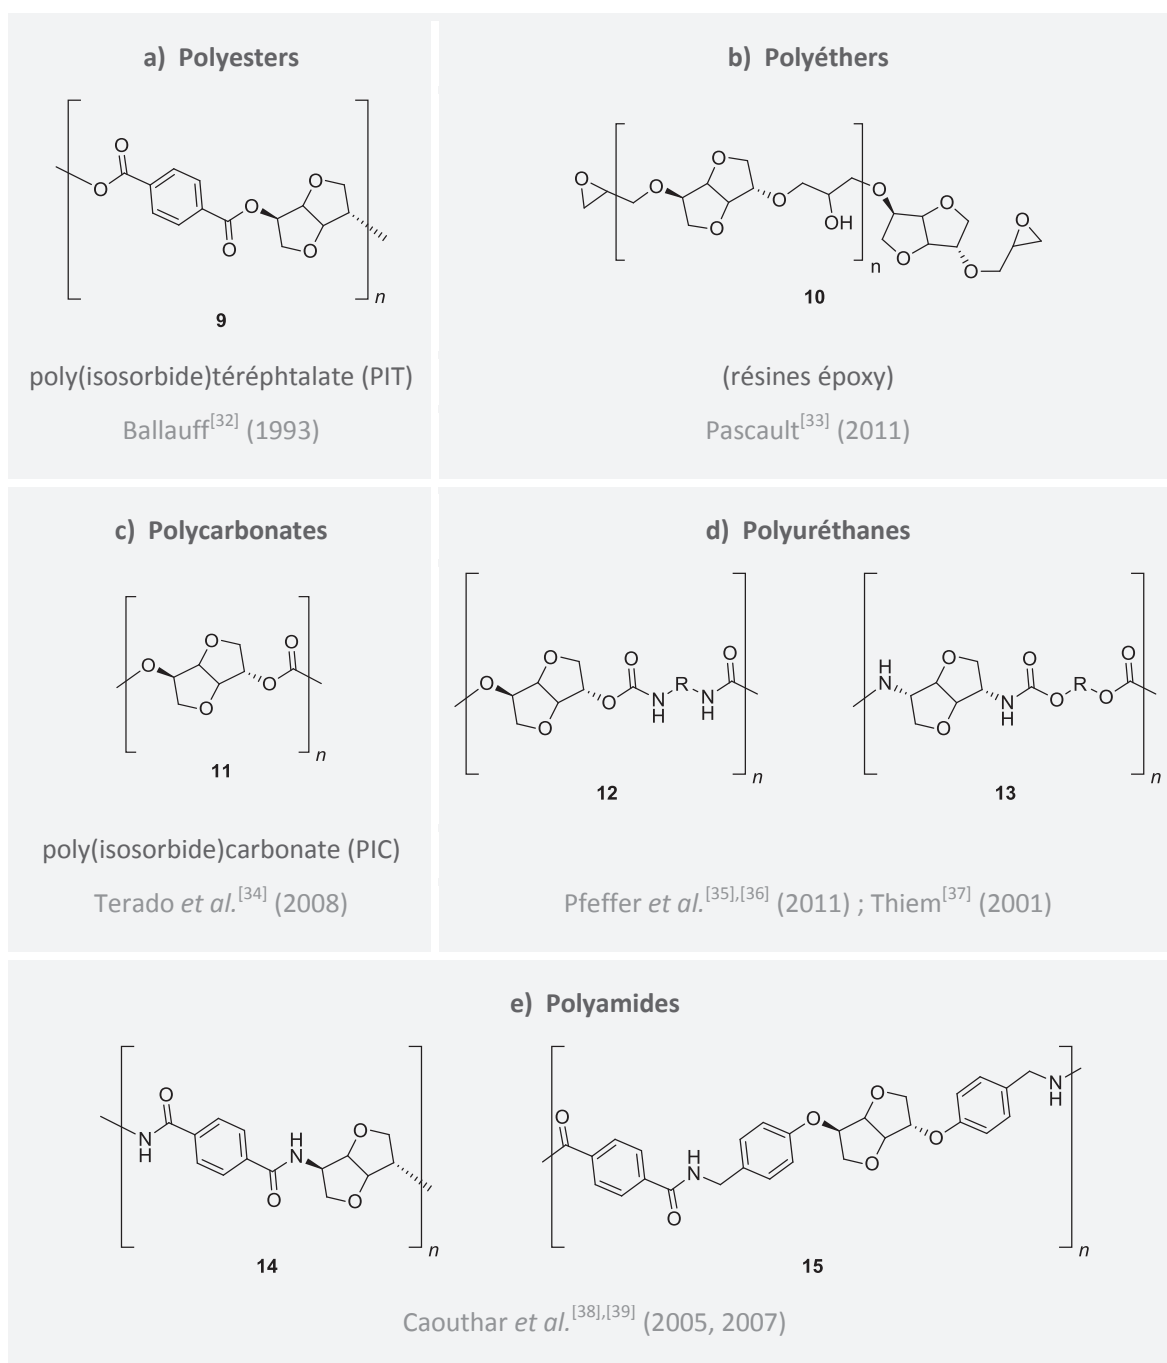 a) Polyesters
O
O
O
O
O
O
n
9
poly(isosorbide)téréphtalate (PIT)
Ballauff[32] (1993)
b) Polyéthers
O
O
O
O
O
OH
n
O
O
O
O
O
10
(résines époxy)
Pascault[33] (2011)
c) Polycarbonates
O
O
O
O
O
n
11
poly(isosorbide)carbonate (PIC)
Terado et al.[34] (2008)
d) Polyuréthanes
O
O
O
O
O
N
H
R
N
H
O
n
12
H
N
O
O
N
H
O
O
R
O
O
n
13
Pfeffer et al.[35],[36] (2011) ; Thiem[37] (2001)
e) Polyamides
N
H
O
O
H
N
O
O
n
14
O
O
H
N
O
O
O
O
N
H
n
15
Caouthar et al.[38],[39] (2005, 2007)